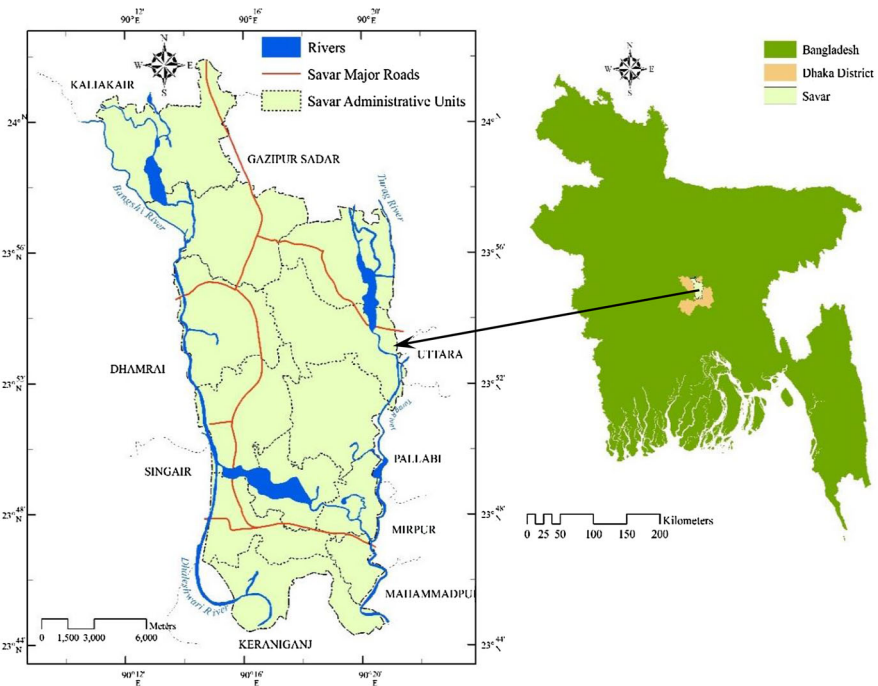 90°12'
E
90°16'
E
90°20'
E
N
W
E
S
Rivers
Savar Major Roads
Savar Administrative Units
KALIAKAIR
24°
N
GAZIPUR SADAR
Bangshi River
Turag River
23°56'
N
DHAMRAI
UTTARA
23°52'
N
Turag River
PALLABI
SINGAIR
23°48'
N
MIRPUR
Dhaleshwari River
MAHAMMADPU
KERANIGANJ
23°44'
N
Meters
0 1,500 3,000 6,000
90°12'
E
90°16'
E
90°20'
E
N
W
E
S
Bangladesh
Dhaka District
Savar
24°
N
23°56'
N
23°52'
N
23°48'
N
23°44'
N
Kilometers
0 25 50 100 150 200